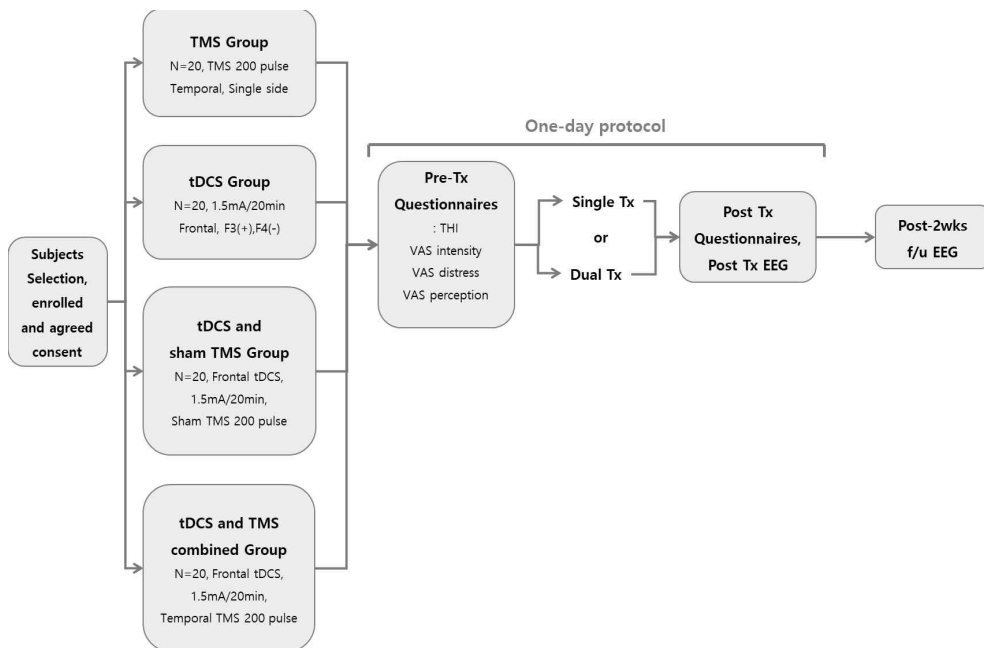 Subjects
Selection,
enrolled
and agreed
consent
TMS Group
N=20, TMS 200 pulse
Temporal, Single side
tDCS Group
N=20, 1.5mA/20min
Frontal, F3(+),F4(-)
tDCS and
sham TMS Group
N=20, Frontal tDCS,
1.5mA/20min,
Sham TMS 200 pulse
tDCS and TMS
combined Group
N=20, Frontal tDCS,
1.5mA/20min,
Temporal TMS 200 pulse
One-day protocol
Pre-Tx
Questionnaires
: THI
VAS intensity
VAS distress
VAS perception
Single Tx
or
Dual Tx
Post Tx
Questionnaires,
Post Tx EEG
Post-2wks
f/u EEG